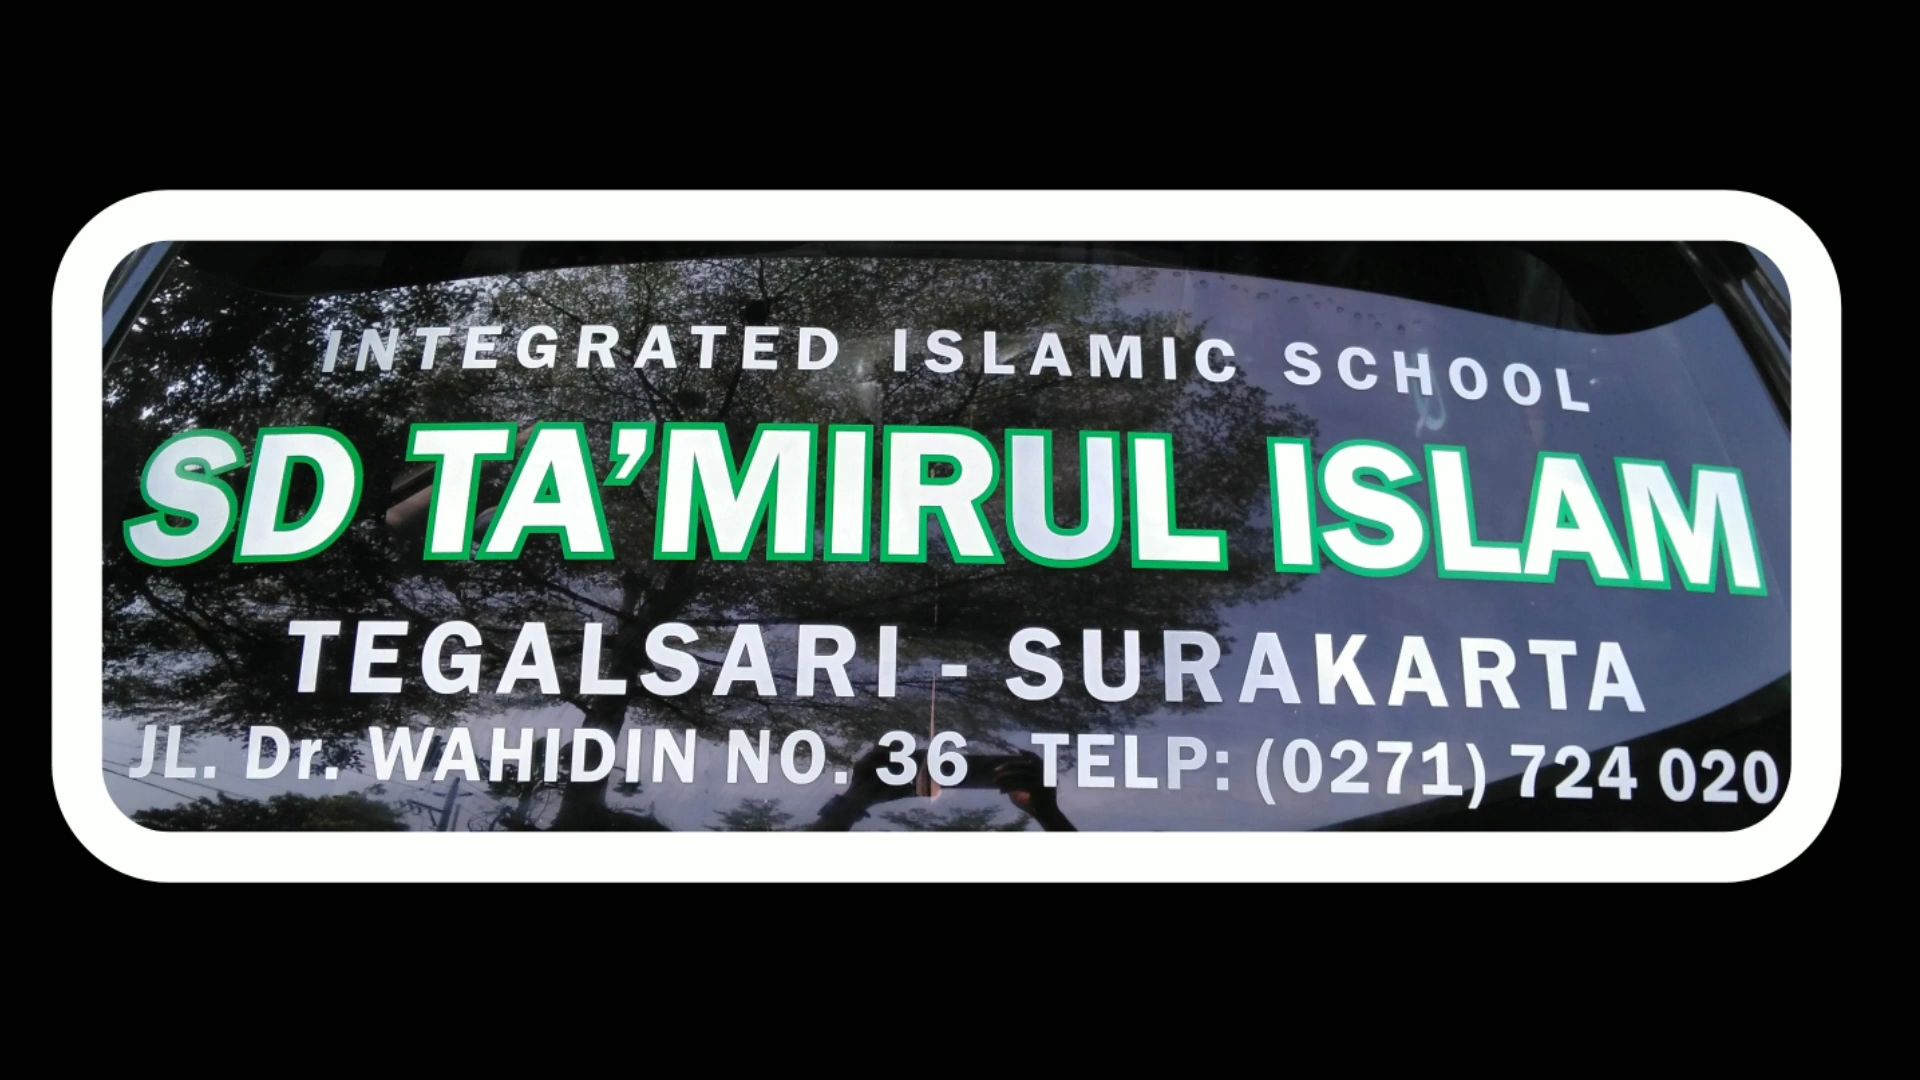 INTEGRATED ISLAMIC SCHOOL
SD TA’MIRUL ISLAM
TEGALSARI - SURAKARTA
JL. Dr. WAHIDIN NO. 36 TELP: (0271) 724 020